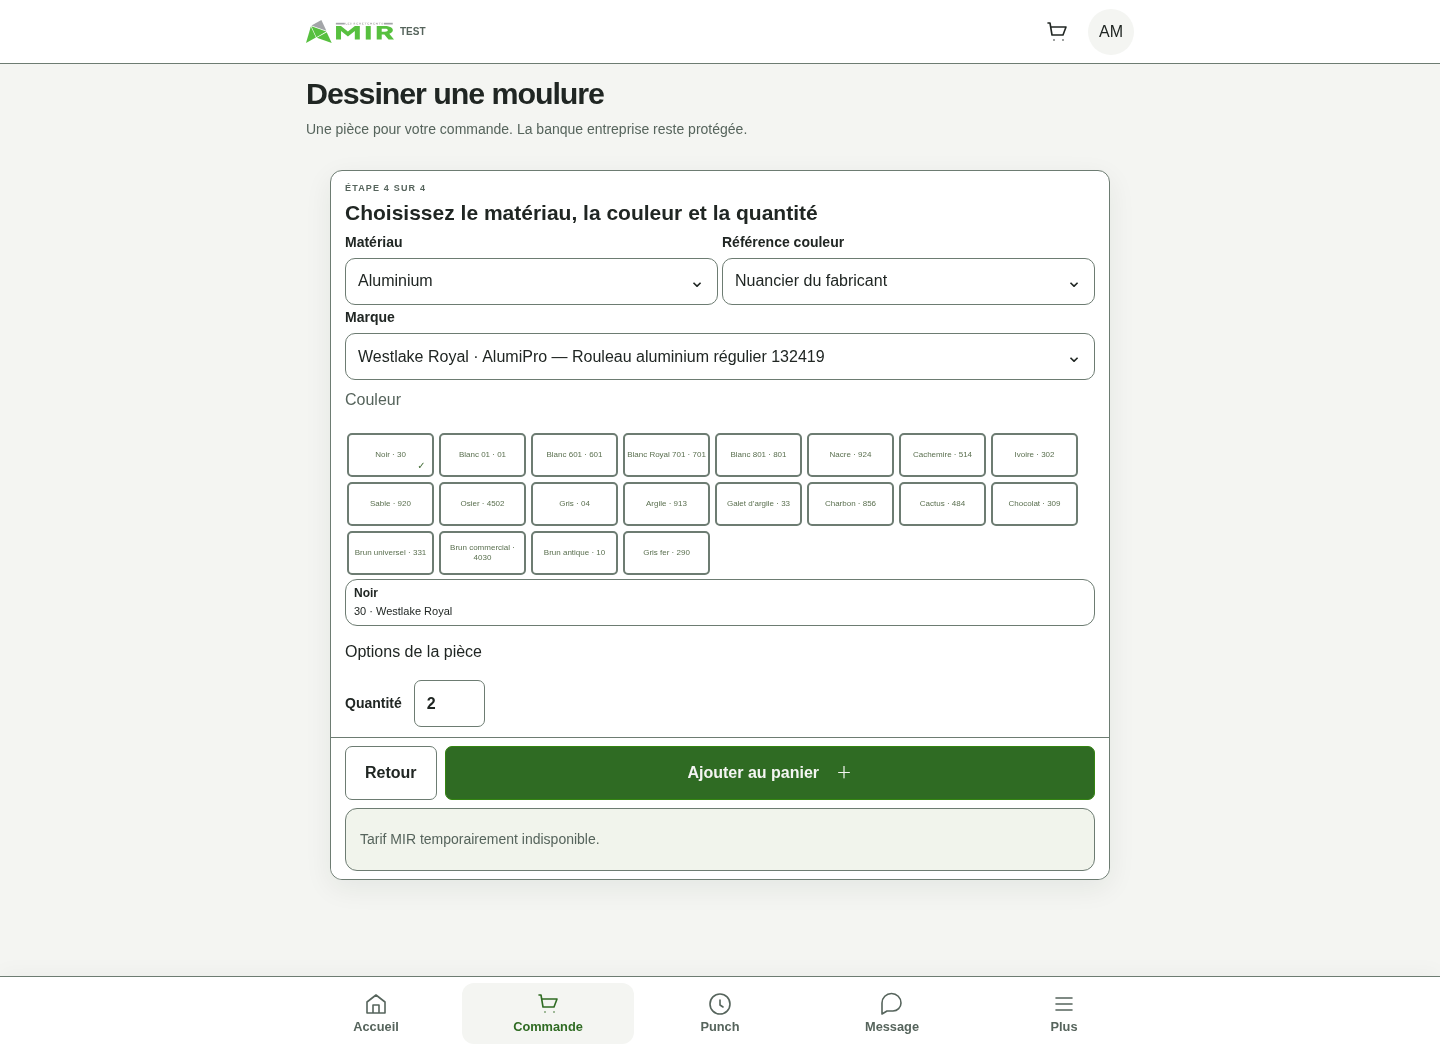 MIR TEST
AM
Dessiner une moulure
Une pièce pour votre commande. La banque entreprise reste protégée.
ÉTAPE 4 SUR 4
Choisissez le matériau, la couleur et la quantité
Matériau
Référence couleur
Aluminium
Nuancier du fabricant
Marque
Westlake Royal · AlumiPro — Rouleau aluminium régulier 132419
Couleur
Noir · 30 ✓
Blanc 01 · 01
Blanc 601 · 601
Blanc Royal 701 · 701
Blanc 801 · 801
Nacre · 924
Cachemire · 514
Ivoire · 302
Sable · 920
Osier · 4502
Gris · 04
Argile · 913
Galet d'argile · 33
Charbon · 856
Cactus · 484
Chocolat · 309
Brun universel · 331
Brun commercial ·
4030
Brun antique · 10
Gris fer · 290
Noir
30 · Westlake Royal
Options de la pièce
Quantité
2
Retour
Ajouter au panier +
Tarif MIR temporairement indisponible.
Accueil
Commande
Punch
Message
Plus